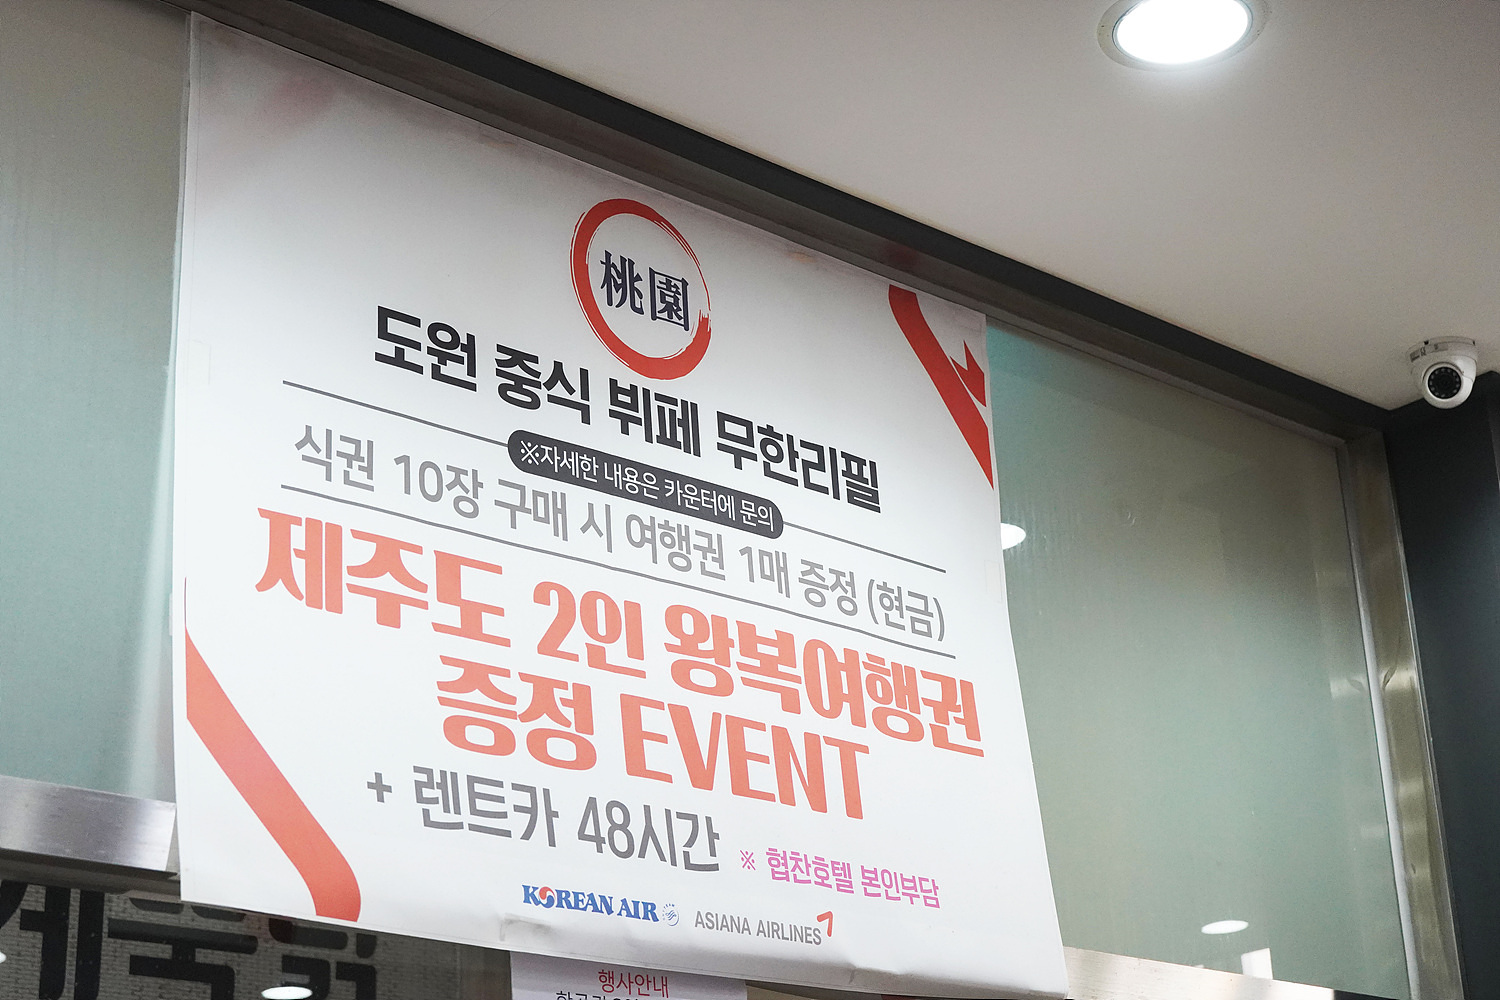 桃園
도원 중식 뷔페 무한리필
※자세한 내용은 카운터에 문의
식권 10장 구매 시 여행권 1매 증정 (현금)
제주도 2인 왕복여행권
증정 EVENT
+ 렌트카 48시간
※ 협찬호텔 본인부담
KOREAN AIR
ASIANA AIRLINES
행사안내